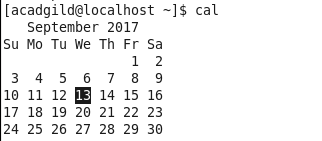 [acadgild@localhost ~]$ cal
   September 2017
Su Mo Tu We Th Fr Sa
                1  2
 3  4  5  6  7  8  9
10 11 12 13 14 15 16
17 18 19 20 21 22 23
24 25 26 27 28 29 30